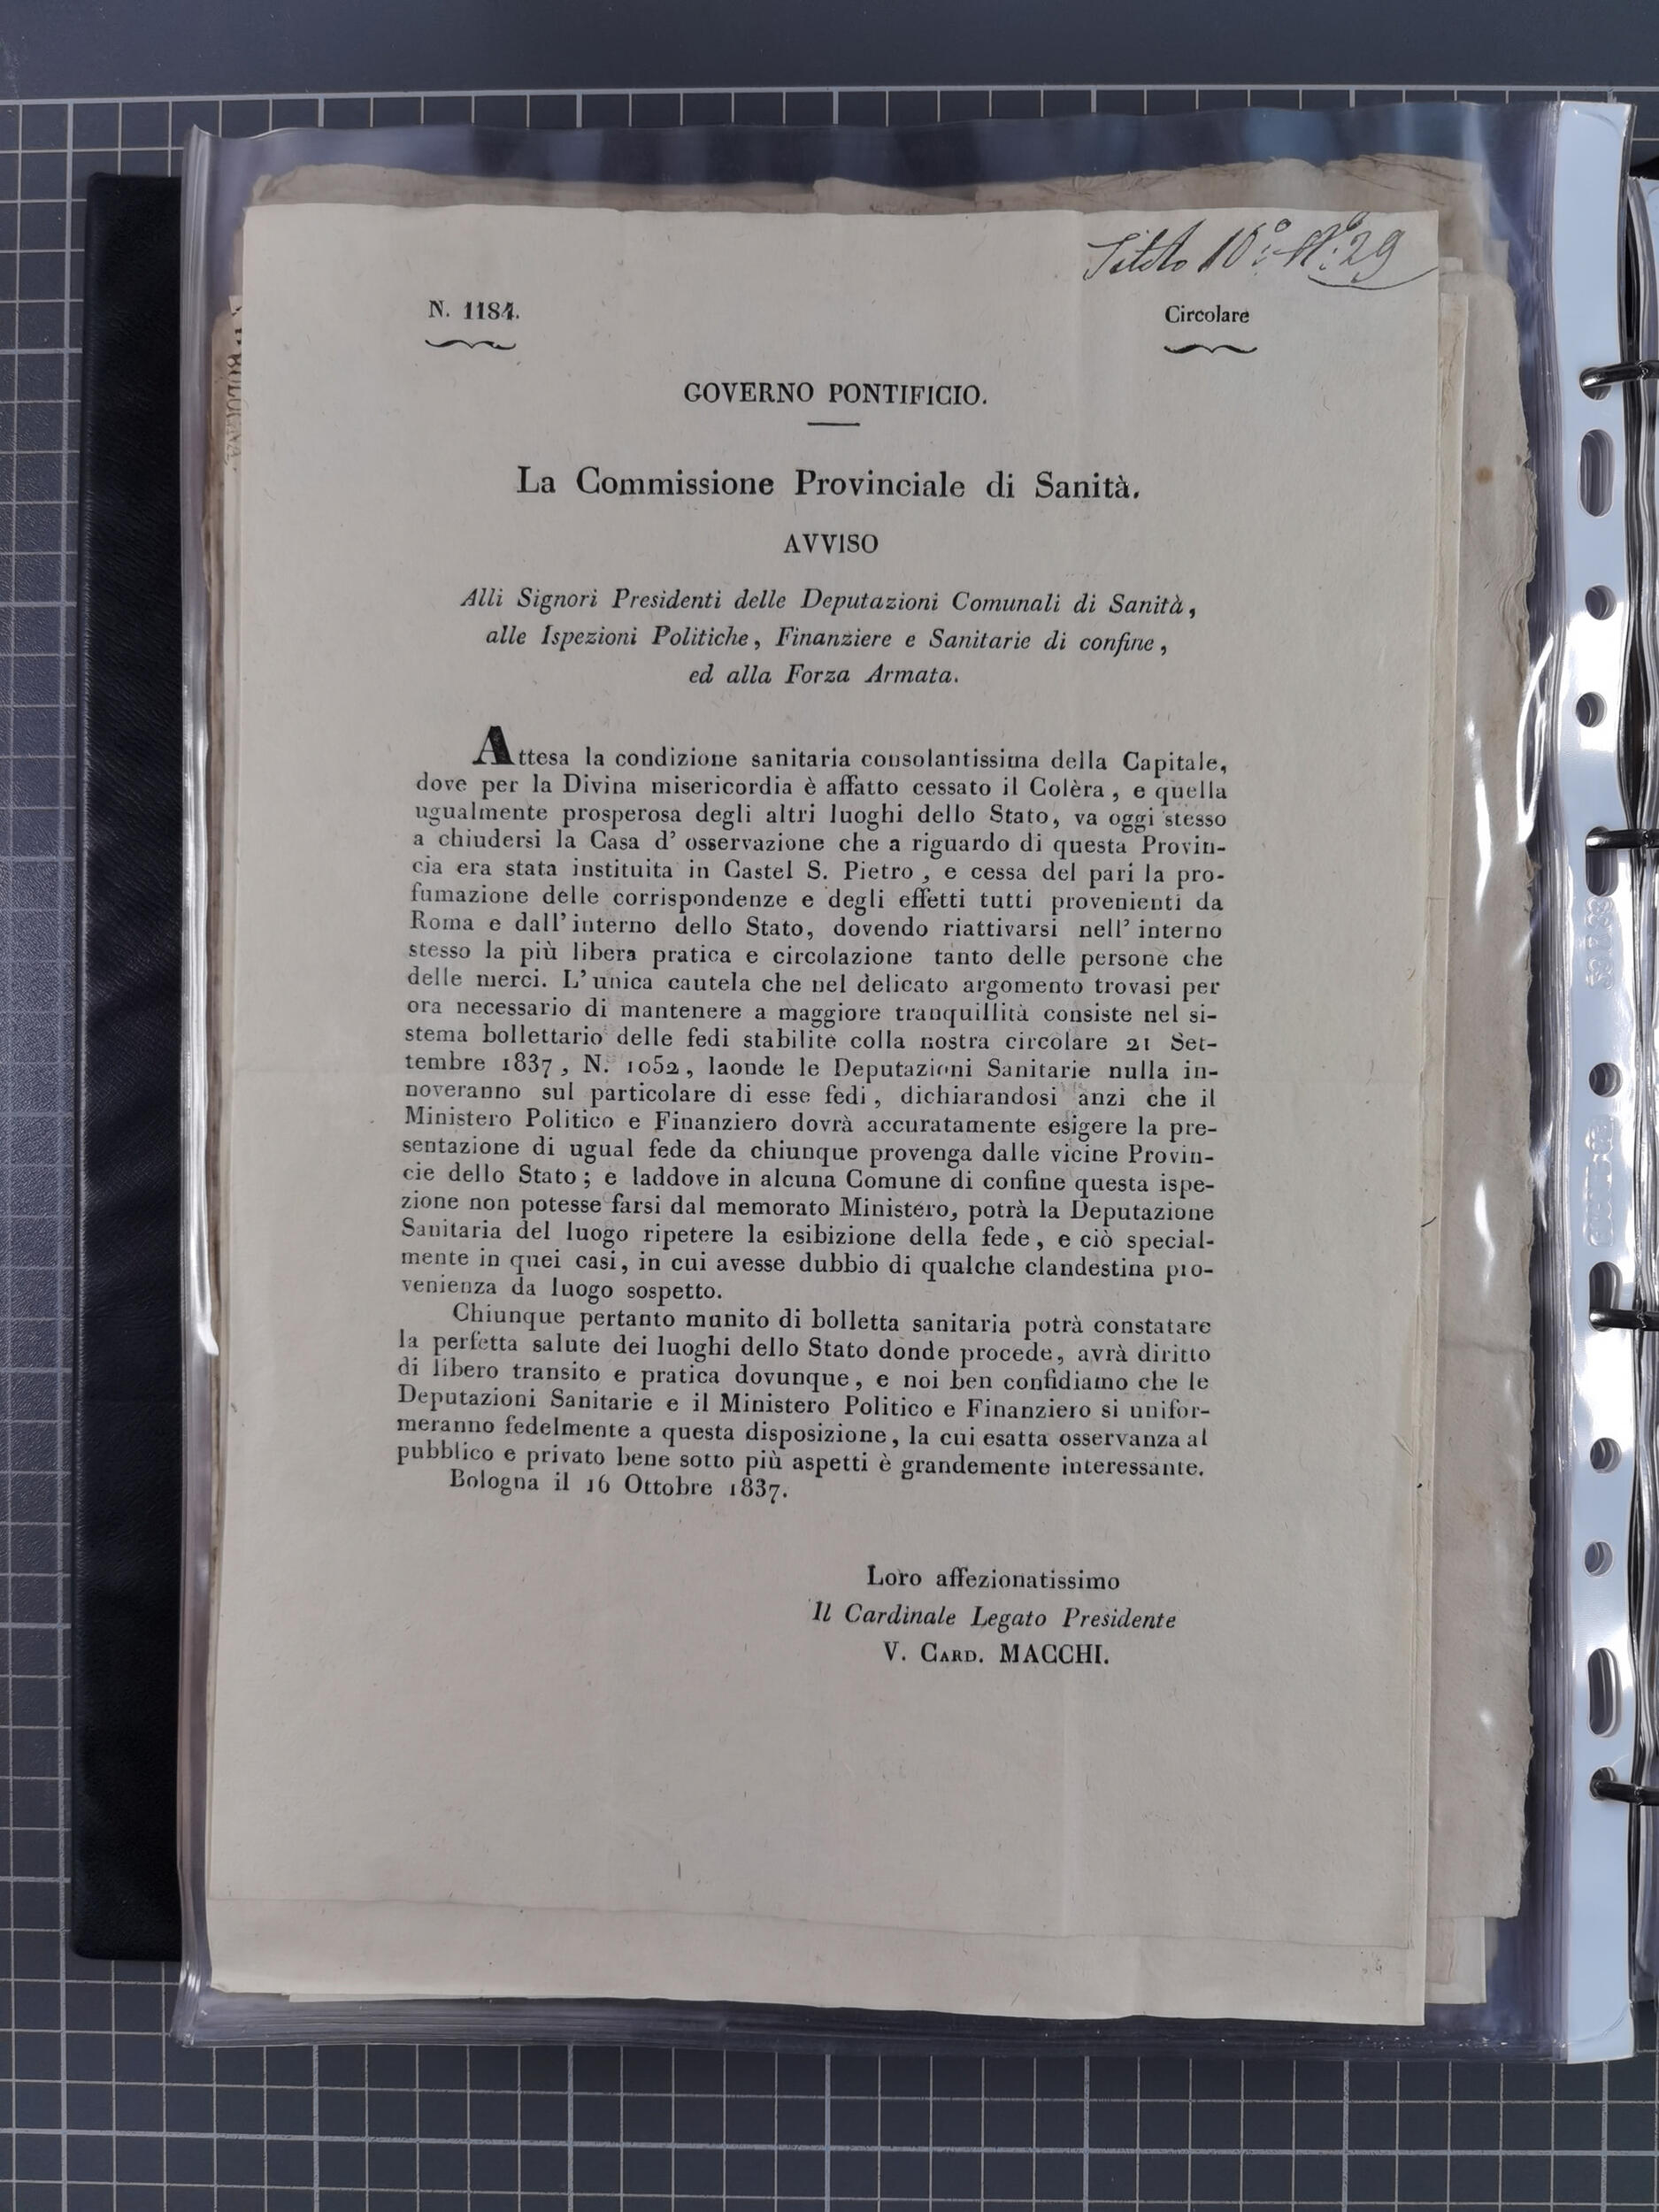 Titolo 10.° N.° 29
N. 1184.
Circolare
GOVERNO PONTIFICIO.
La Commissione Provinciale di Sanità.
AVVISO
Alli Signori Presidenti delle Deputazioni Comunali di Sanità,
alle Ispezioni Politiche, Finanziere e Sanitarie di confine,
ed alla Forza Armata.
Attesa la condizione sanitaria consolantissima della Capitale,
dove per la Divina misericordia è affatto cessato il Colèra, e quella
ugualmente prosperosa degli altri luoghi dello Stato, va oggi stesso
a chiudersi la Casa d' osservazione che a riguardo di questa Provin-
cia era stata instituita in Castel S. Pietro, e cessa del pari la pro-
fumazione delle corrispondenze e degli effetti tutti provenienti da
Roma e dall' interno dello Stato, dovendo riattivarsi nell' interno
stesso la più libera pratica e circolazione tanto delle persone che
delle merci. L' unica cautela che nel delicato argomento trovasi per
ora necessario di mantenere a maggiore tranquillità consiste nel si-
stema bollettario delle fedi stabilite colla nostra circolare 21 Set-
tembre 1837, N. 1052, laonde le Deputazioni Sanitarie nulla in-
noveranno sul particolare di esse fedi, dichiarandosi anzi che il
Ministero Politico e Finanziero dovrà accuratamente esigere la pre-
sentazione di ugual fede da chiunque provenga dalle vicine Provin-
cie dello Stato; e laddove in alcuna Comune di confine questa ispe-
zione non potesse farsi dal memorato Ministero, potrà la Deputazione
Sanitaria del luogo ripetere la esibizione della fede, e ciò special-
mente in quei casi, in cui avesse dubbio di qualche clandestina pro-
venienza da luogo sospetto.
Chiunque pertanto munito di bolletta sanitaria potrà constatare
la perfetta salute dei luoghi dello Stato donde procede, avrà diritto
di libero transito e pratica dovunque, e noi ben confidiamo che le
Deputazioni Sanitarie e il Ministero Politico e Finanziero si unifor-
meranno fedelmente a questa disposizione, la cui esatta osservanza al
pubblico e privato bene sotto più aspetti è grandemente interessante.
Bologna il 16 Ottobre 1837.
Loro affezionatissimo
Il Cardinale Legato Presidente
V. CARD. MACCHI.